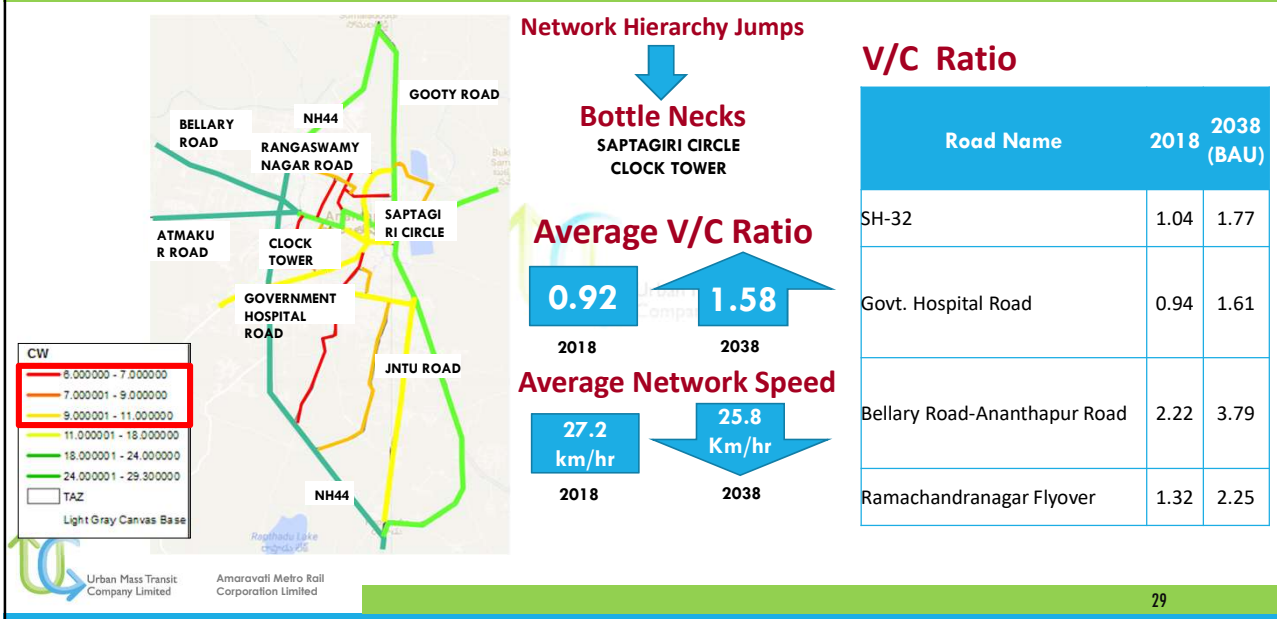 Network Hierarchy Jumps
Bottle Necks
SAPTAGIRI CIRCLE
CLOCK TOWER
GOOTY ROAD
NH44
BELLARY
ROAD
RANGASWAMY
NAGAR ROAD
SAPTAGI
RI CIRCLE
ATMAKU
R ROAD
CLOCK
TOWER
GOVERNMENT
HOSPITAL
ROAD
JNTU ROAD
NH44
Rapthadu Lake
CW
6.000000 - 7.000000
7.000001 - 9.000000
9.000001 - 11.000000
11.000001 - 18.000000
18.000001 - 24.000000
24.000001 - 29.300000
TAZ
Light Gray Canvas Base
Average V/C Ratio
0.92 1.58
2018 2038
Average Network Speed
27.2
km/hr
25.8
Km/hr
2018 2038
V/C Ratio
Road Name 2018 2038
(BAU)
SH-32 1.04 1.77
Govt. Hospital Road 0.94 1.61
Bellary Road-Ananthapur Road 2.22 3.79
Ramachandranagar Flyover 1.32 2.25
Urban Mass Transit
Company Limited
Amaravati Metro Rail
Corporation Limited
29